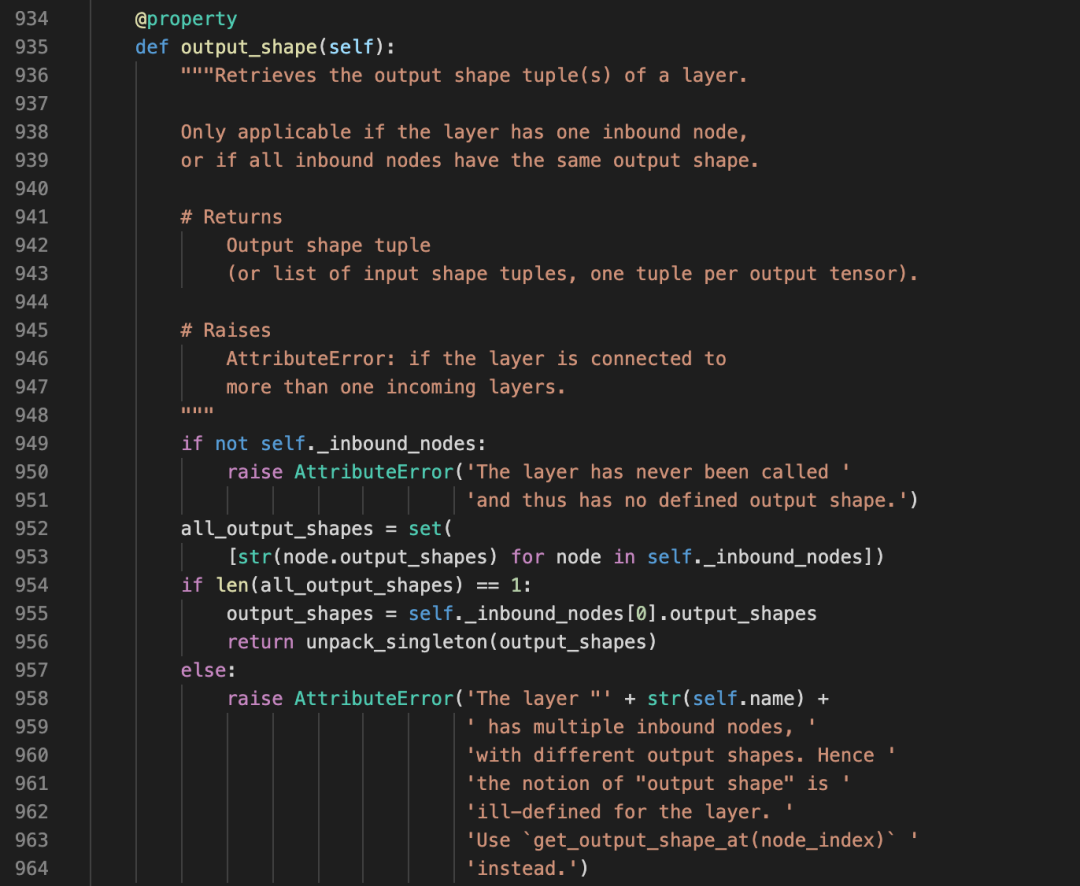 934 @property
935 def output_shape(self):
936 """Retrieves the output shape tuple(s) of a layer.
937
938 Only applicable if the layer has one inbound node,
939 or if all inbound nodes have the same output shape.
940
941 # Returns
942 Output shape tuple
943 (or list of input shape tuples, one tuple per output tensor).
944
945 # Raises
946 AttributeError: if the layer is connected to
947 more than one incoming layers.
948 """
949 if not self._inbound_nodes:
950 raise AttributeError('The layer has never been called '
951 'and thus has no defined output shape.')
952 all_output_shapes = set(
953 [str(node.output_shapes) for node in self._inbound_nodes])
954 if len(all_output_shapes) == 1:
955 output_shapes = self._inbound_nodes[0].output_shapes
956 return unpack_singleton(output_shapes)
957 else:
958 raise AttributeError('The layer "' + str(self.name) +
959 ' has multiple inbound nodes, '
960 'with different output shapes. Hence '
961 'the notion of "output shape" is '
962 'ill-defined for the layer. '
963 'Use `get_output_shape_at(node_index)` '
964 'instead.')